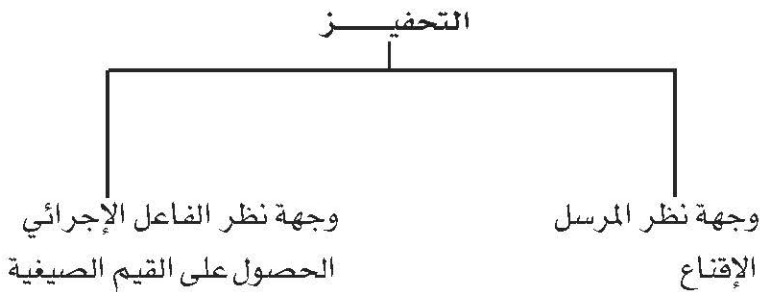 التحفيـــز
وجهة نظر المرسل
الإقناع
وجهة نظر الفاعل الإجرائي
الحصول على القيم الصيغية